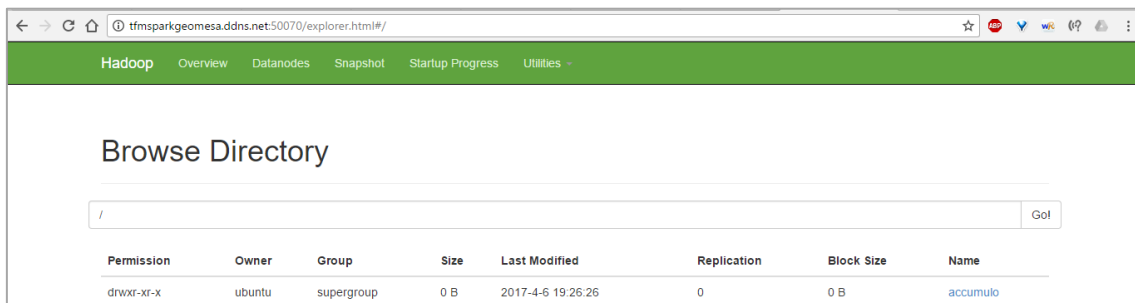 tfmsparkgeomesa.ddns.net:50070/explorer.html#/
ABP
Hadoop Overview Datanodes Snapshot Startup Progress Utilities
Browse Directory
/ Go!
Permission Owner Group Size Last Modified Replication Block Size Name
drwxr-xr-x ubuntu supergroup 0 B 2017-4-6 19:26:26 0 0 B accumulo